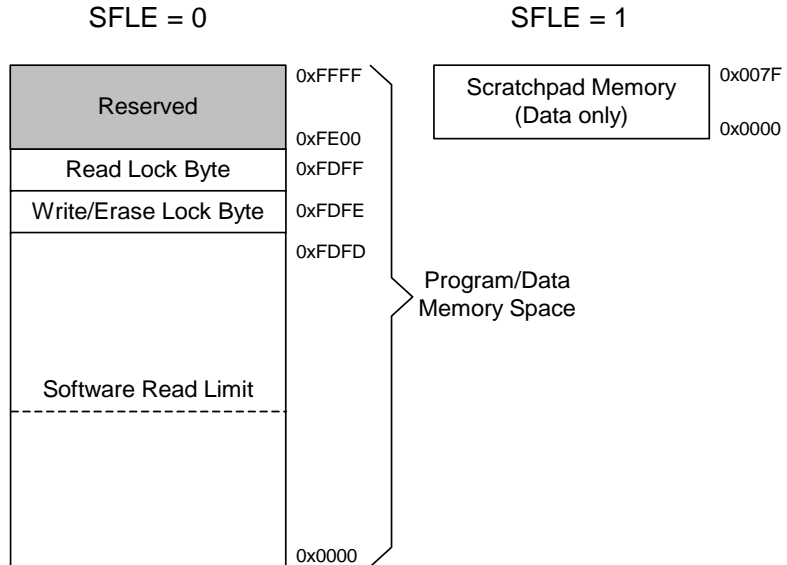 SFLE = 0
SFLE = 1
0xFFFF
Reserved
0xFE00
Read Lock Byte
0xFDFF
Write/Erase Lock Byte
0xFDFE
0xFDFD
Software Read Limit
0x0000
Program/Data
Memory Space
Scratchpad Memory
(Data only)
0x007F
0x0000